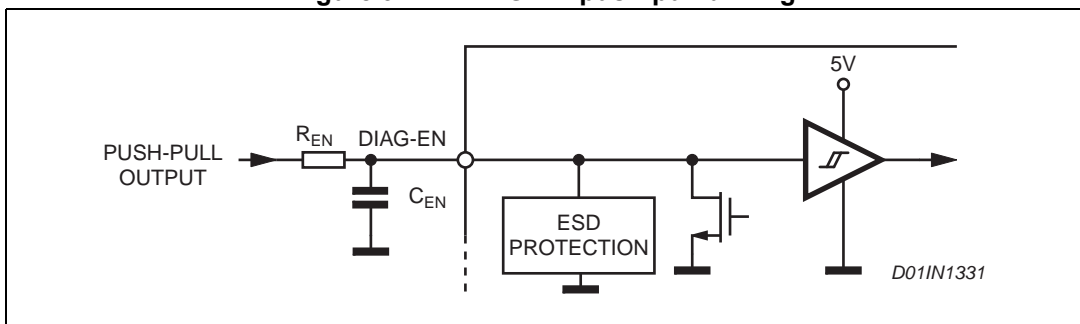 5V
R_EN
DIAG-EN
PUSH-PULL
OUTPUT
C_EN
ESD
PROTECTION
D01IN1331